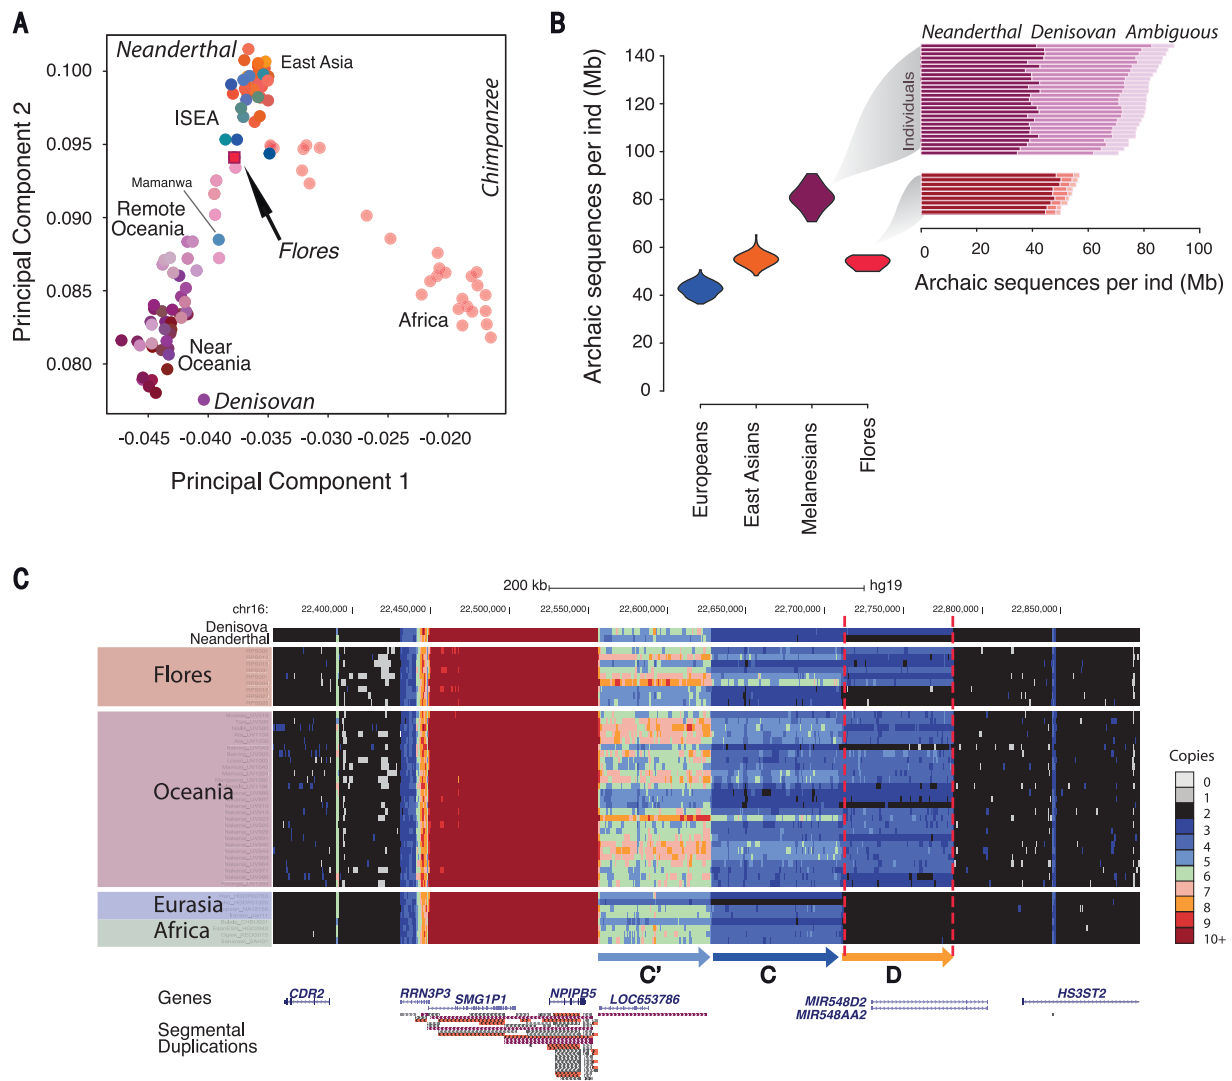 A
Neanderthal
East Asia
ISEA
Chimpanzee
Mamanwa
Remote
Oceania
Flores
Africa
Near
Oceania
Denisovan
0.100
0.095
0.090
0.085
0.080
Principal Component 2
-0.045 -0.040 -0.035 -0.030 -0.025 -0.020
Principal Component 1
B
Neanderthal Denisovan Ambiguous
Individuals
140
120
100
80
60
40
20
0
Archaic sequences per ind (Mb)
Europeans
East Asians
Melanesians
Flores
0 20 40 60 80 100
Archaic sequences per ind (Mb)
C
200 kb hg19
chr16: 22,400,000 22,450,000 22,500,000 22,550,000 22,600,000 22,650,000 22,700,000 22,750,000 22,800,000 22,850,000
Denisova
Neanderthal
Flores
Oceania
Eurasia
Africa
Copies
0
1
2
3
4
5
6
7
8
9
10+
C' C D
Genes
CDR2 RRN3P3 SMG1P1 NPIPB5 LOC653786 MIR548D2 HS3ST2
MIR548AA2
Segmental
Duplications